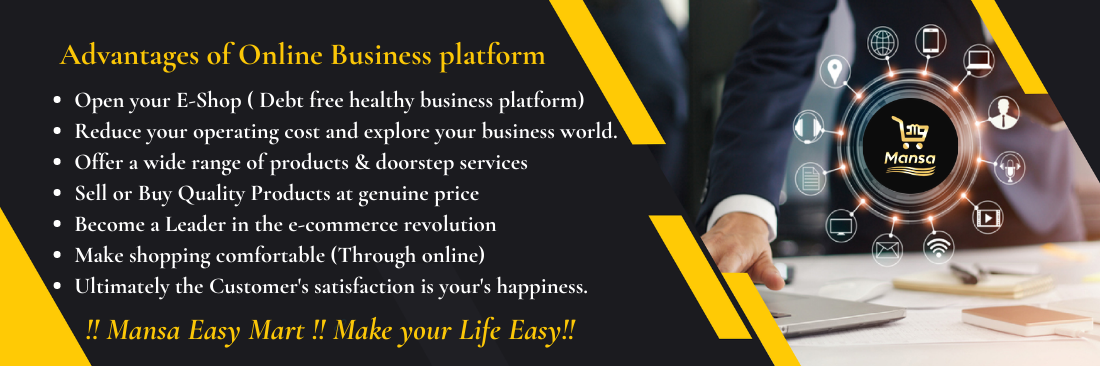 Advantages of Online Business platform
• Open your E-Shop ( Debt free healthy business platform)
• Reduce your operating cost and explore your business world.
• Offer a wide range of products & doorstep services
• Sell or Buy Quality Products at genuine price
• Become a Leader in the e-commerce revolution
• Make shopping comfortable (Through online)
• Ultimately the Customer's satisfaction is your's happiness.
!! Mansa Easy Mart !! Make your Life Easy!!
Mansa